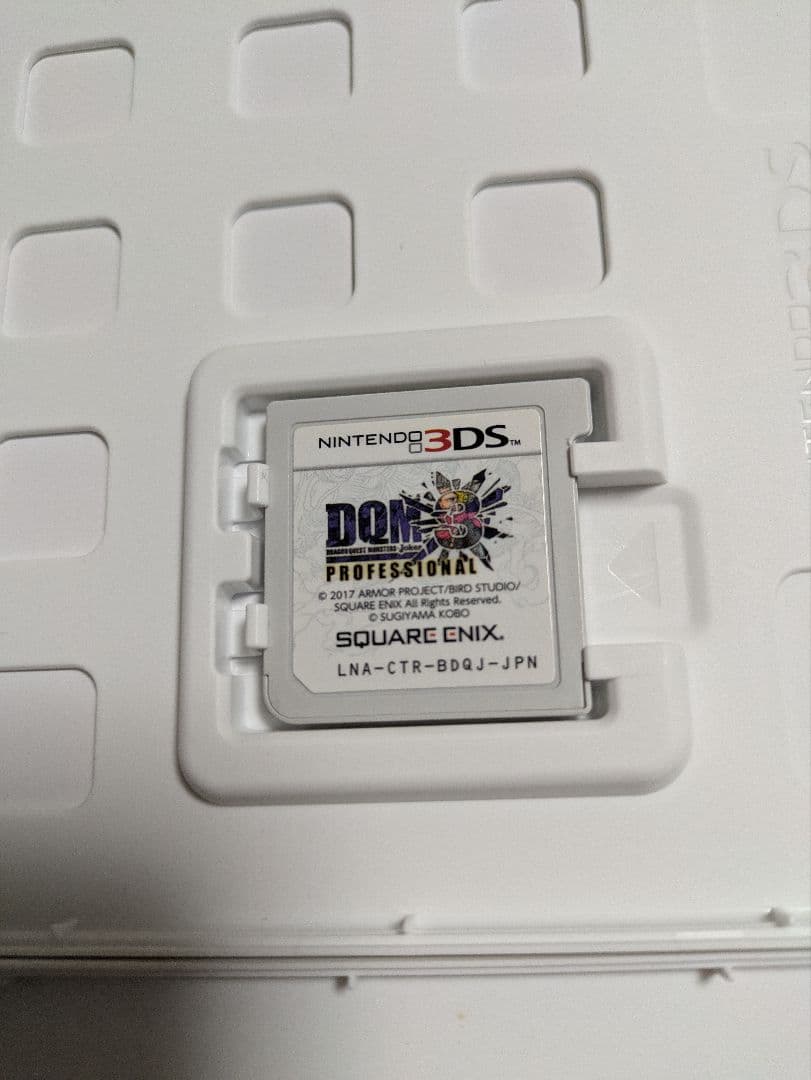 NINTENDO 3DS™
DQM 3
DRAGON QUEST MONSTERS Joker
PROFESSIONAL
© 2017 ARMOR PROJECT/BIRD STUDIO/
SQUARE ENIX All Rights Reserved.
© SUGIYAMA KOBO
SQUARE ENIX.
LNA-CTR-BDQJ-JPN